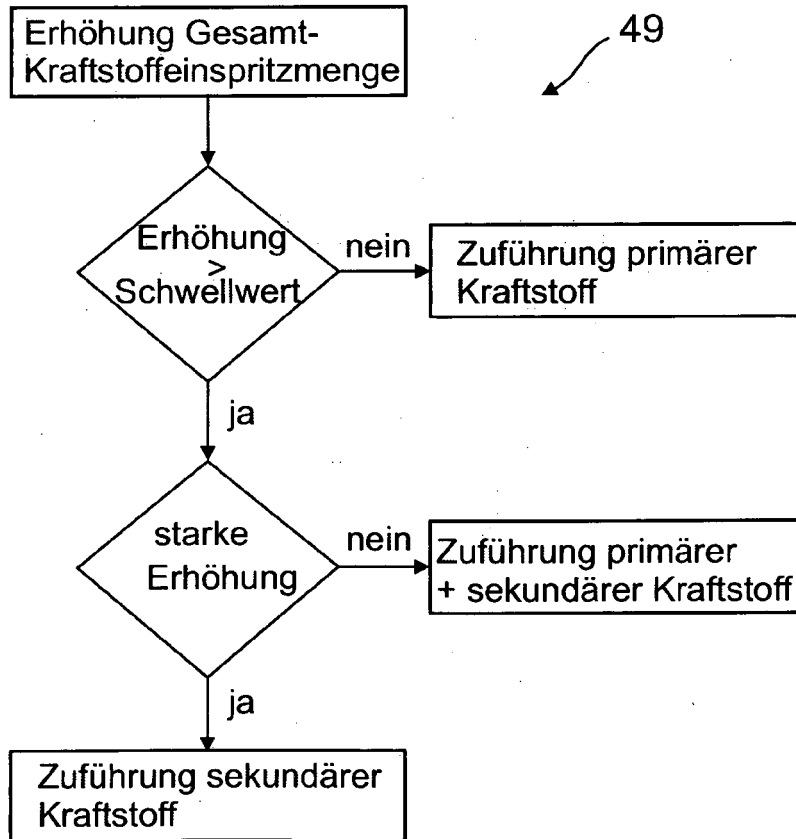 Erhöhung Gesamt-
Kraftstoffeinspritzmenge
49
Erhöhung
>
Schwellwert
nein
Zuführung primärer
Kraftstoff
ja
starke
Erhöhung
nein
Zuführung primärer
+ sekundärer Kraftstoff
ja
Zuführung sekundärer
Kraftstoff